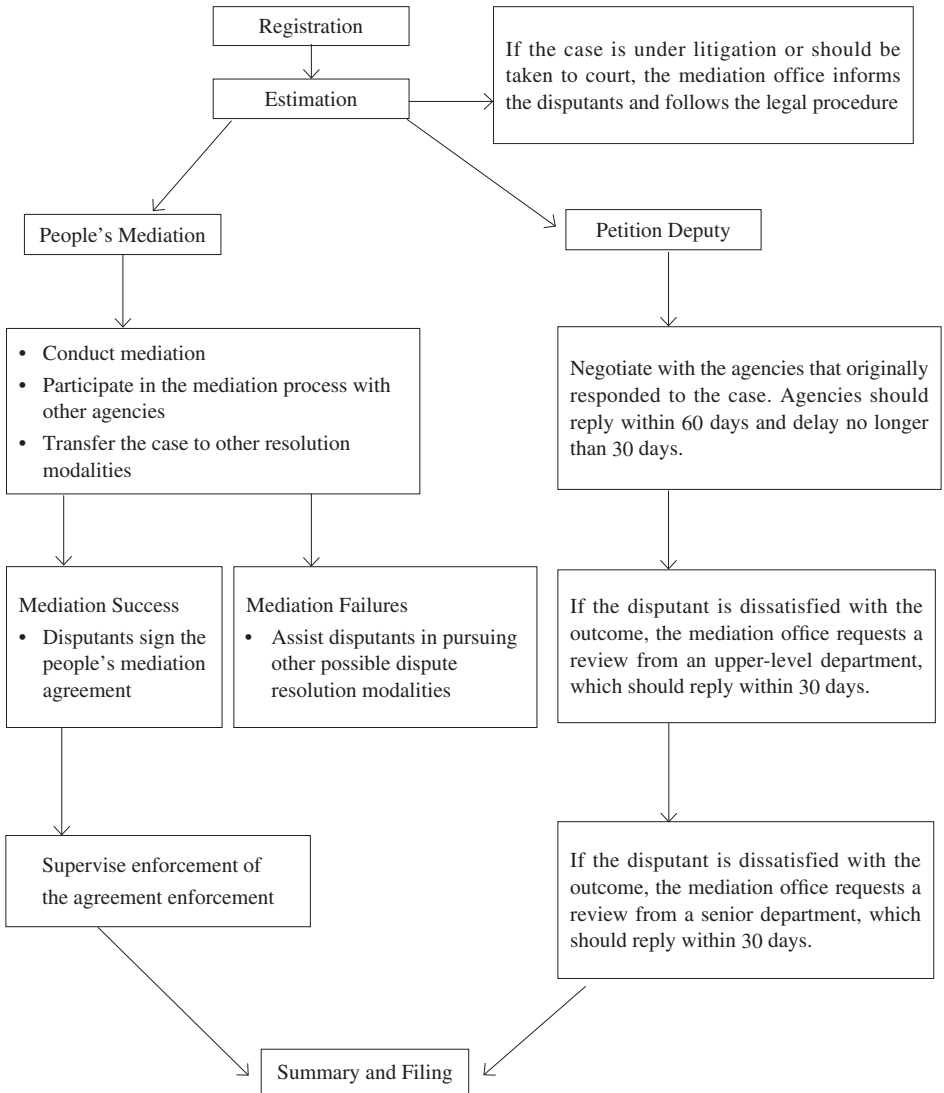 Registration
If the case is under litigation or should be
taken to court, the mediation office informs
the disputants and follows the legal procedure
Estimation
People's Mediation
Petition Deputy
• Conduct mediation
• Participate in the mediation process with
other agencies
• Transfer the case to other resolution
modalities
Negotiate with the agencies that originally
responded to the case. Agencies should
reply within 60 days and delay no longer
than 30 days.
Mediation Success
• Disputants sign the
people's mediation
agreement
Mediation Failures
• Assist disputants in pursuing
other possible dispute
resolution modalities
If the disputant is dissatisfied with the
outcome, the mediation office requests a
review from an upper-level department,
which should reply within 30 days.
Supervise enforcement of
the agreement enforcement
If the disputant is dissatisfied with the
outcome, the mediation office requests a
review from a senior department, which
should reply within 30 days.
Summary and Filing